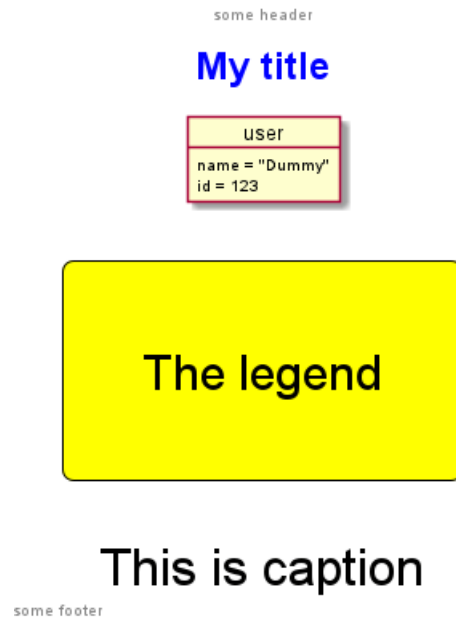 some header
My title
user
name = "Dummy"
id = 123
The legend
This is caption
some footer